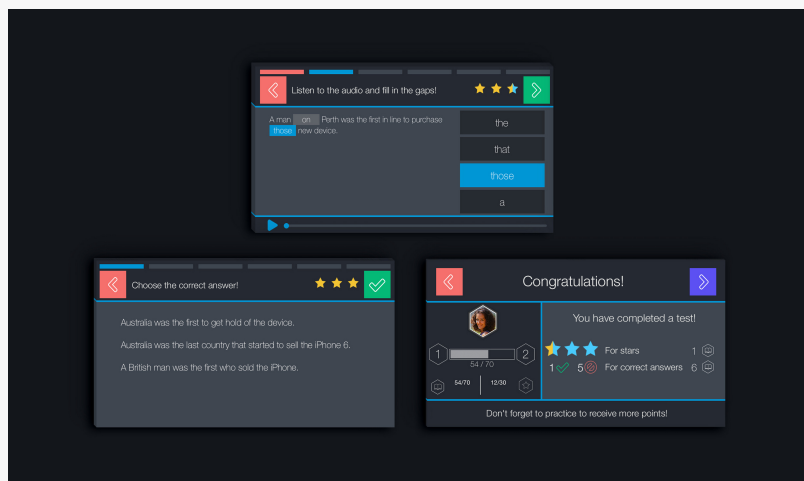 Listen to the audio and fill in the gaps!
A man on Perth was the first in line to purchase
those new device.
the
that
those
a
Choose the correct answer!
Australia was the first to get hold of the device.
Australia was the last country that started to sell the iPhone 6.
A British man was the first who sold the iPhone.
Congratulations!
1 2
54 / 70
54/70 12/30
You have completed a test!
For stars 1
1 5 For correct answers 6
Don't forget to practice to receive more points!